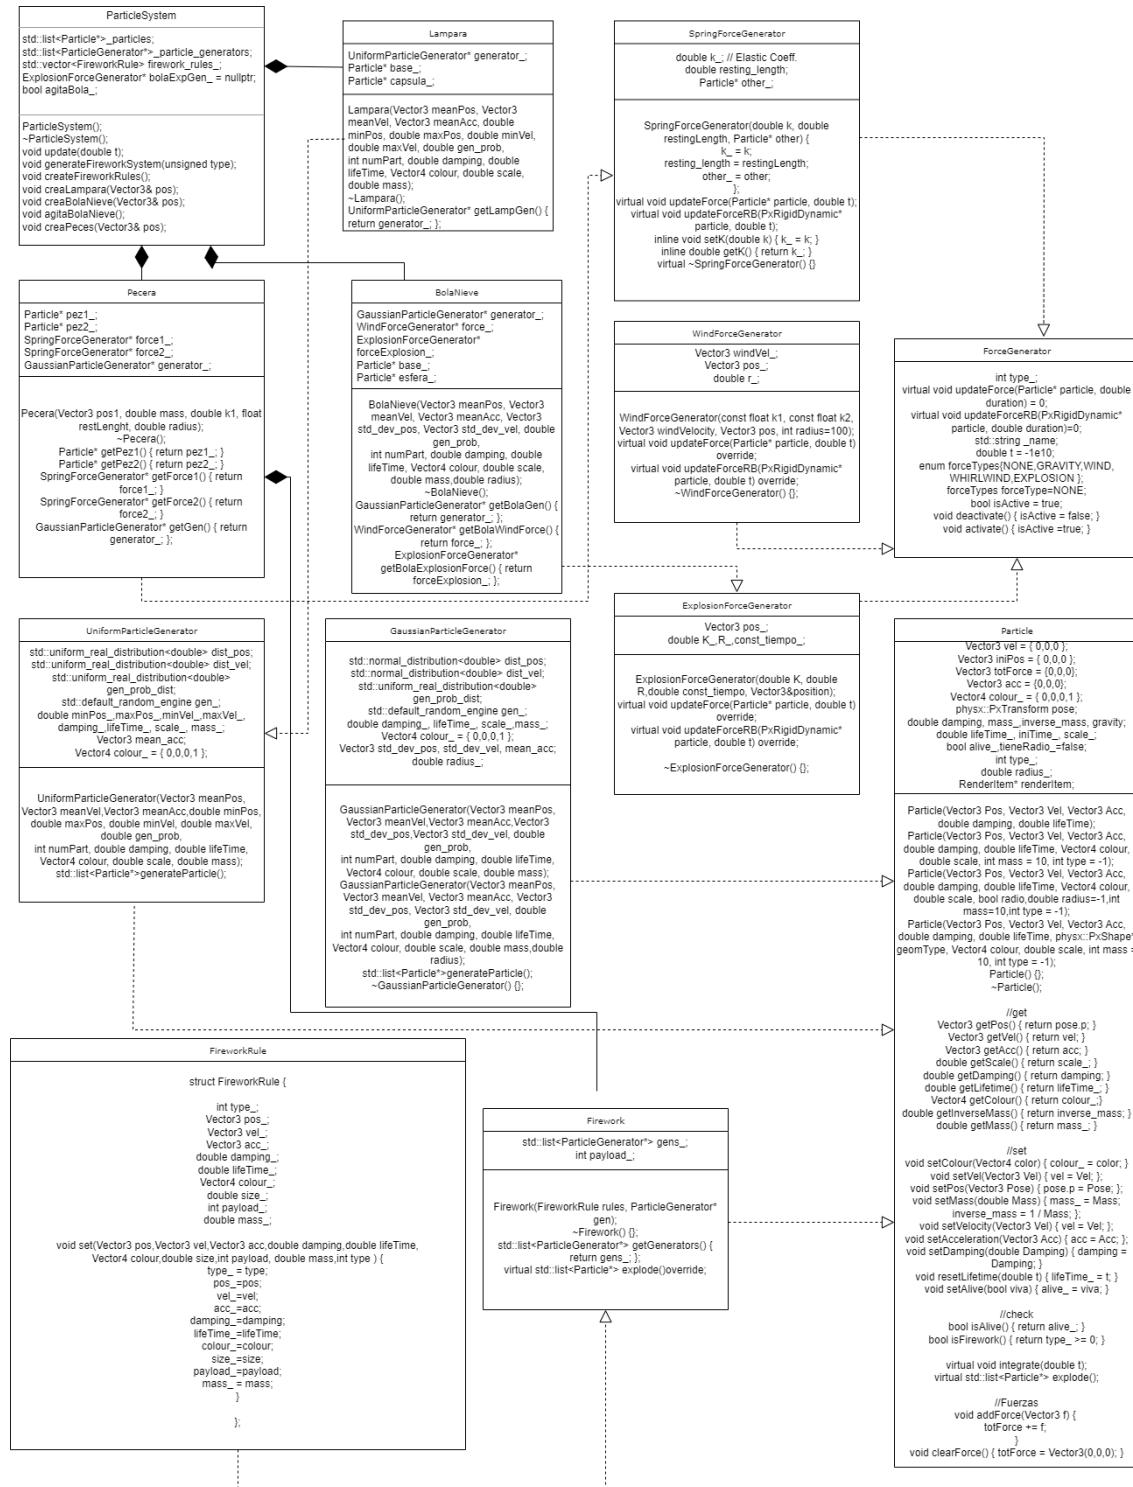 ParticleSystem
std::list<Particle*>_particles;
std::list<ParticleGenerator*>_particle_generators;
std::vector<FireworkRule> firework_rules_;
ExplosionForceGenerator* bolaExpGen_ = nullptr;
bool agitaBola_;
ParticleSystem();
~ParticleSystem();
void update(double t);
void generateFireworkSystem(unsigned type);
void createFireworkRules();
void creaLampara(Vector3& pos);
void creaBolaNieve(Vector3& pos);
void agitaBolaNieve();
void creaPeces(Vector3& pos);
Lampara
UniformParticleGenerator* generator_;
Particle* base_;
Particle* capsula_;
Lampara(Vector3 meanPos, Vector3
meanVel, Vector3 meanAcc, double
minPos, double maxPos, double minVel,
double maxVel, double gen_prob,
int numPart, double damping, double
lifeTime, Vector4 colour, double scale,
double mass);
~Lampara();
UniformParticleGenerator* getLampGen() {
return generator_; };
SpringForceGenerator
double k_; // Elastic Coeff.
double resting_length;
Particle* other_;
SpringForceGenerator(double k, double
restingLength, Particle* other) {
k_ = k;
resting_length = restingLength;
other_ = other;
};
virtual void updateForce(Particle* particle, double t);
virtual void updateForceRB(PxRigidDynamic*
particle, double t);
inline void setK(double k) { k_ = k; }
inline double getK() { return k_; }
virtual ~SpringForceGenerator() {}
Pecera
Particle* pez1_;
Particle* pez2_;
SpringForceGenerator* force1_;
SpringForceGenerator* force2_;
GaussianParticleGenerator* generator_;
Pecera(Vector3 pos1, double mass, double k1, float
restLenght, double radius);
~Pecera();
Particle* getPez1() { return pez1_; }
Particle* getPez2() { return pez2_; }
SpringForceGenerator* getForce1() { return
force1_; }
SpringForceGenerator* getForce2() { return
force2_; }
GaussianParticleGenerator* getGen() { return
generator_; };
BolaNieve
GaussianParticleGenerator* generator_;
WindForceGenerator* force_;
ExplosionForceGenerator*
forceExplosion_;
Particle* base_;
Particle* esfera_;
BolaNieve(Vector3 meanPos, Vector3
meanVel, Vector3 meanAcc, Vector3
std_dev_pos, Vector3 std_dev_vel, double
gen_prob,
int numPart, double damping, double
lifeTime, Vector4 colour, double scale,
double mass,double radius);
~BolaNieve();
GaussianParticleGenerator* getBolaGen() {
return generator_; };
WindForceGenerator* getBolaWindForce() {
return force_; };
ExplosionForceGenerator*
getBolaExplosionForce() { return
forceExplosion_; };
WindForceGenerator
Vector3 windVel_;
Vector3 pos_;
double r_;
WindForceGenerator(const float k1, const float k2,
Vector3 windVelocity, Vector3 pos, int radius=100);
virtual void updateForce(Particle* particle, double t)
override;
virtual void updateForceRB(PxRigidDynamic*
particle, double t) override;
~WindForceGenerator() {};
ForceGenerator
int type_;
virtual void updateForce(Particle* particle, double
duration) = 0;
virtual void updateForceRB(PxRigidDynamic*
particle, double duration)=0;
std::string _name;
double t = -1e10;
enum forceTypes{NONE,GRAVITY,WIND,
WHIRLWIND,EXPLOSION };
forceTypes forceType=NONE;
bool isActive = true;
void deactivate() { isActive = false; }
void activate() { isActive =true; }
UniformParticleGenerator
std::uniform_real_distribution<double> dist_pos;
std::uniform_real_distribution<double> dist_vel;
std::uniform_real_distribution<double>
gen_prob_dist;
std::default_random_engine gen_;
double minPos_,maxPos_,minVel_,maxVel_,
damping_,lifeTime_, scale_, mass_;
Vector3 mean_acc;
Vector4 colour_ = { 0,0,0,1 };
UniformParticleGenerator(Vector3 meanPos,
Vector3 meanVel,Vector3 meanAcc,double minPos,
double maxPos, double minVel, double maxVel,
double gen_prob,
int numPart, double damping, double lifeTime,
Vector4 colour, double scale, double mass);
std::list<Particle*>generateParticle();
GaussianParticleGenerator
std::normal_distribution<double> dist_pos;
std::normal_distribution<double> dist_vel;
std::uniform_real_distribution<double>
gen_prob_dist;
std::default_random_engine gen_;
double damping_, lifeTime_, scale_,mass_;
Vector4 colour_ = { 0,0,0,1 };
Vector3 std_dev_pos, std_dev_vel, mean_acc;
double radius_;
GaussianParticleGenerator(Vector3 meanPos,
Vector3 meanVel,Vector3 meanAcc,Vector3
std_dev_pos,Vector3 std_dev_vel, double
gen_prob,
int numPart, double damping, double lifeTime,
Vector4 colour, double scale, double mass);
GaussianParticleGenerator(Vector3 meanPos,
Vector3 meanVel, Vector3 meanAcc, Vector3
std_dev_pos, Vector3 std_dev_vel, double
gen_prob,
int numPart, double damping, double lifeTime,
Vector4 colour, double scale, double mass,double
radius);
std::list<Particle*>generateParticle();
~GaussianParticleGenerator() {};
ExplosionForceGenerator
Vector3 pos_;
double K_,R_,const_tiempo_;
ExplosionForceGenerator(double K, double
R,double const_tiempo, Vector3&position);
virtual void updateForce(Particle* particle, double t)
override;
virtual void updateForceRB(PxRigidDynamic*
particle, double t) override;
~ExplosionForceGenerator() {};
Particle
Vector3 vel = { 0,0,0 };
Vector3 iniPos = { 0,0,0 };
Vector3 totForce = {0,0,0 };
Vector3 acc = {0,0,0};
Vector4 colour_ = { 0,0,0,1 };
physx::PxTransform pose;
double damping, mass_,inverse_mass, gravity;
double lifeTime_, iniTime_, scale_;
bool alive_,tieneRadio_=false;
int type_;
double radius_;
RenderItem* renderItem;
Particle(Vector3 Pos, Vector3 Vel, Vector3 Acc,
double damping, double lifeTime);
Particle(Vector3 Pos, Vector3 Vel, Vector3 Acc,
double damping, double lifeTime, Vector4 colour,
double scale, int mass = 10, int type = -1);
Particle(Vector3 Pos, Vector3 Vel, Vector3 Acc,
double damping, double lifeTime, Vector4 colour,
double scale, bool radio,double radius=-1,int
mass=10,int type = -1);
Particle(Vector3 Pos, Vector3 Vel, Vector3 Acc,
double damping, double lifeTime, physx::PxShape*
geomType, Vector4 colour, double scale, int mass =
10, int type = -1);
Particle() {};
~Particle();
//get
Vector3 getPos() { return pose.p; }
Vector3 getVel() { return vel; }
Vector3 getAcc() { return acc; }
double getScale() { return scale_; }
double getDamping() { return damping; }
double getLifetime() { return lifeTime_; }
Vector4 getColour() { return colour_;}
double getInverseMass() { return inverse_mass; }
double getMass() { return mass_; }
//set
void setColour(Vector4 color) { colour_ = color; }
void setVel(Vector3 Vel) { vel = Vel; };
void setPos(Vector3 Pose) { pose.p = Pose; };
void setMass(double Mass) { mass_ = Mass;
inverse_mass = 1 / Mass; };
void setVelocity(Vector3 Vel) { vel = Vel; };
void setAcceleration(Vector3 Acc) { acc = Acc; };
void setDamping(double Damping) { damping =
Damping; }
void resetLifetime(double t) { lifeTime_ = t; }
void setAlive(bool viva) { alive_ = viva; }
//check
bool isAlive() { return alive_; }
bool isFirework() { return type_ >= 0; }
virtual void integrate(double t);
virtual std::list<Particle*> explode();
//Fuerzas
void addForce(Vector3 f) {
totForce += f;
}
void clearForce() { totForce = Vector3(0,0,0); }
FireworkRule
struct FireworkRule {
int type_;
Vector3 pos_;
Vector3 vel_;
Vector3 acc_;
double damping_;
double lifeTime_;
Vector4 colour_;
double size_;
int payload_;
double mass_;
void set(Vector3 pos,Vector3 vel,Vector3 acc,double damping,double lifeTime,
Vector4 colour,double size,int payload, double mass,int type ) {
type_ = type;
pos_=pos;
vel_=vel;
acc_=acc;
damping_=damping;
lifeTime_=lifeTime;
colour_=colour;
size_=size;
payload_=payload;
mass_ = mass;
}
};
Firework
std::list<ParticleGenerator*> gens_;
int payload_;
Firework(FireworkRule rules, ParticleGenerator*
gen);
~Firework() {};
std::list<ParticleGenerator*> getGenerators() {
return gens_; };
virtual std::list<Particle*> explode()override;